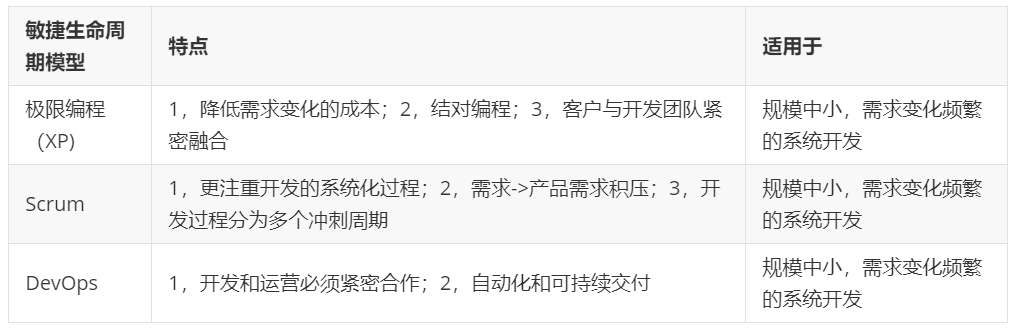 敏捷生命周
期模型
特点
适用于
极限编程
（XP)
1，降低需求变化的成本；2，结对编程；3，客户与开发团队紧
密融合
规模中小，需求变化频繁
的系统开发
Scrum
1，更注重开发的系统化过程；2，需求->产品需求积压；3，开
发过程分为多个冲刺周期
规模中小，需求变化频繁
的系统开发
DevOps
1，开发和运营必须紧密合作；2，自动化和可持续交付
规模中小，需求变化频繁
的系统开发